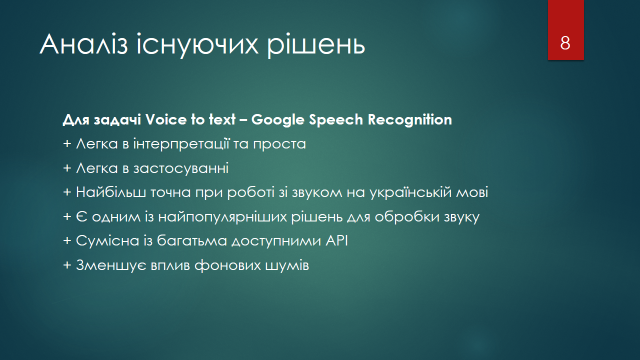 Аналіз існуючих рішень
8
Для задачі Voice to text – Google Speech Recognition
+ Легка в інтерпретації та проста
+ Легка в застосуванні
+ Найбільш точна при роботі зі звуком на українській мові
+ Є одним із найпопулярніших рішень для обробки звуку
+ Сумісна із багатьма доступними API
+ Зменшує вплив фонових шумів